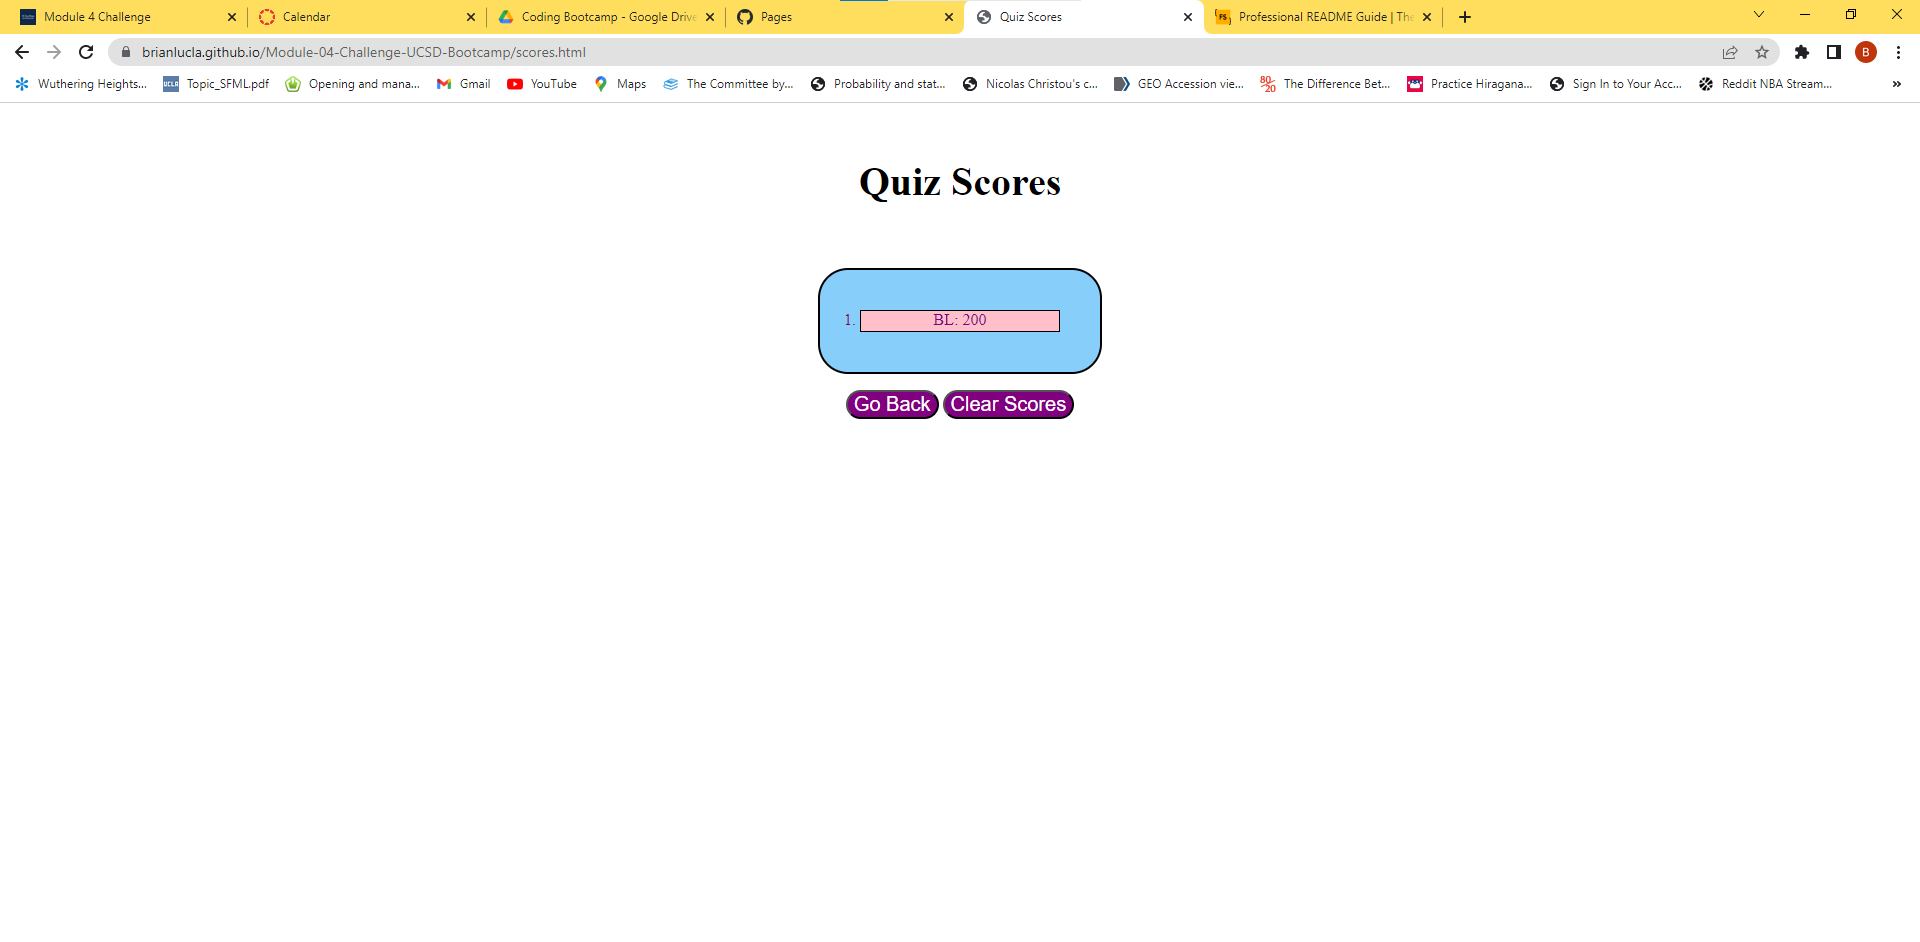 Module 4 Challenge
Calendar
Coding Bootcamp - Google Drive
Pages
Quiz Scores
Professional README Guide | The
brianlucla.github.io/Module-04-Challenge-UCSD-Bootcamp/scores.html
B
Wuthering Heights...
UCLA
Topic_SFML.pdf
Opening and mana...
Gmail
YouTube
Maps
The Committee by...
Probability and stat...
Nicolas Christou's c...
GEO Accession vie...
80/20
The Difference Bet...
Practice Hiragana...
Sign In to Your Acc...
Reddit NBA Stream...
»
Quiz Scores
1. BL: 200
Go Back Clear Scores